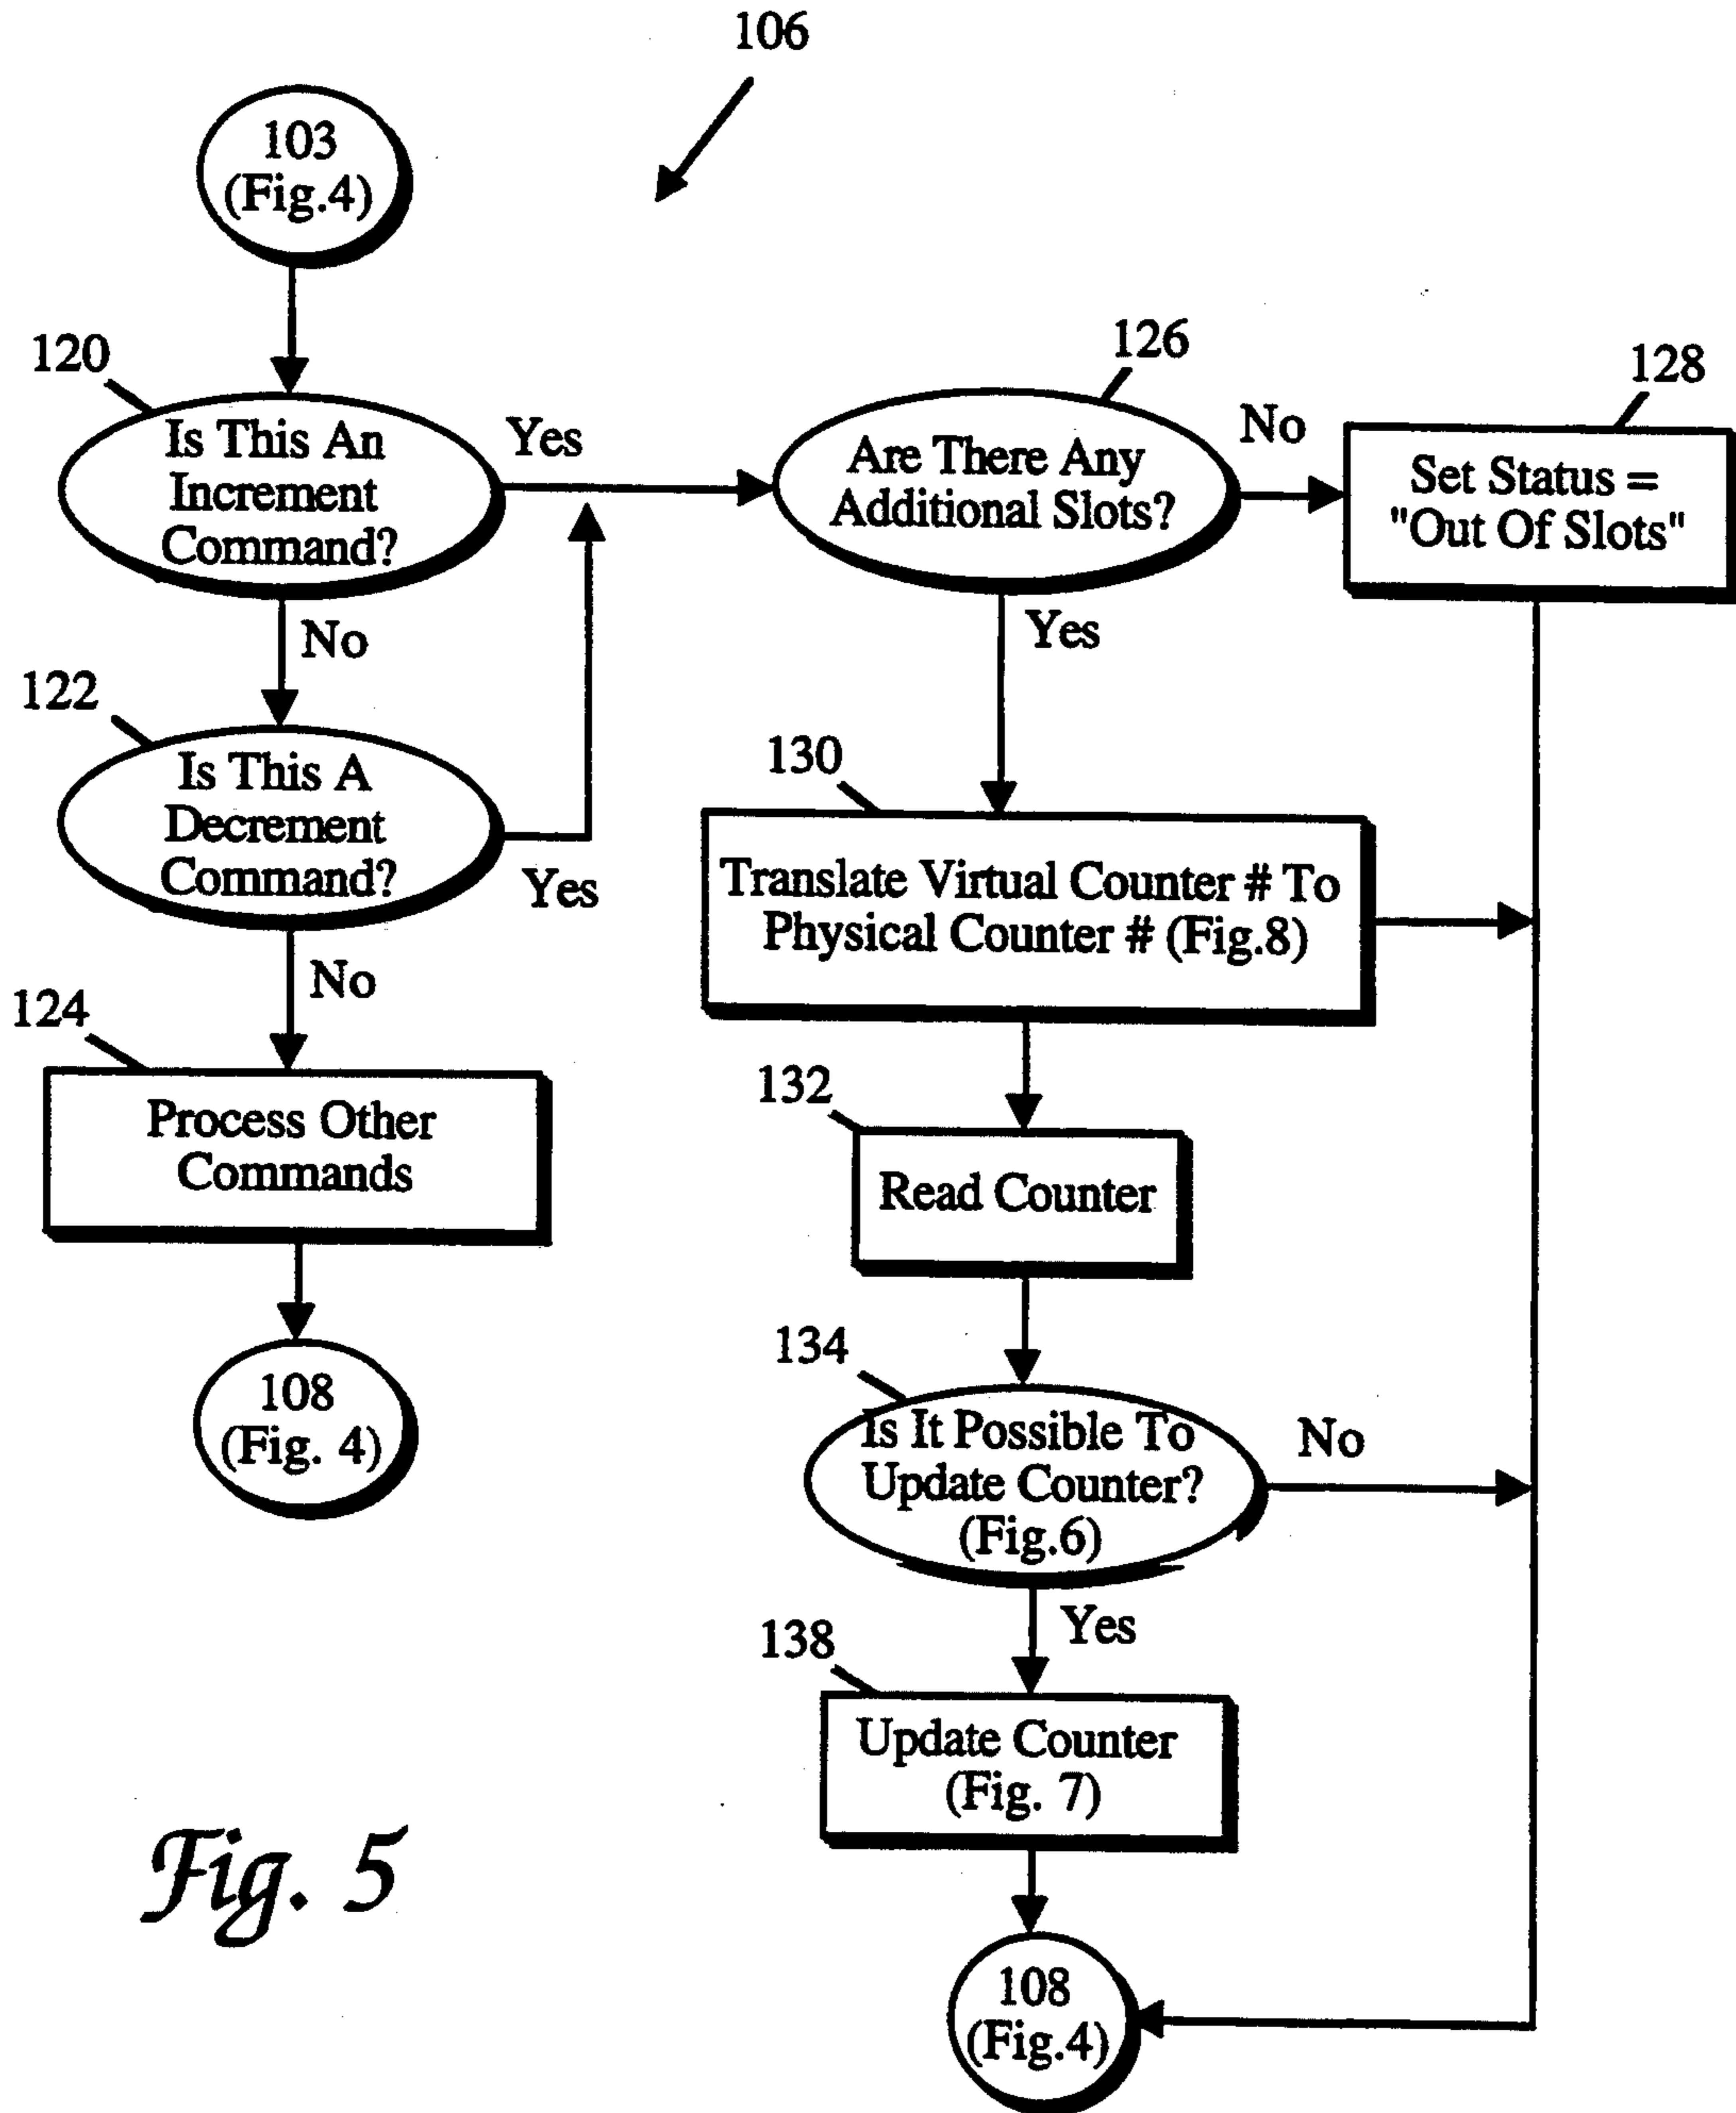 106
103
(Fig.4)
120
Is This An
Increment
Command?
Yes
No
126
Are There Any
Additional Slots?
No
Yes
128
Set Status =
"Out Of Slots"
122
Is This A
Decrement
Command?
Yes
No
130
Translate Virtual Counter # To
Physical Counter # (Fig.8)
124
Process Other
Commands
132
Read Counter
108
(Fig. 4)
134
Is It Possible To
Update Counter?
(Fig.6)
No
Yes
138
Update Counter
(Fig. 7)
108
(Fig.4)
Fig. 5